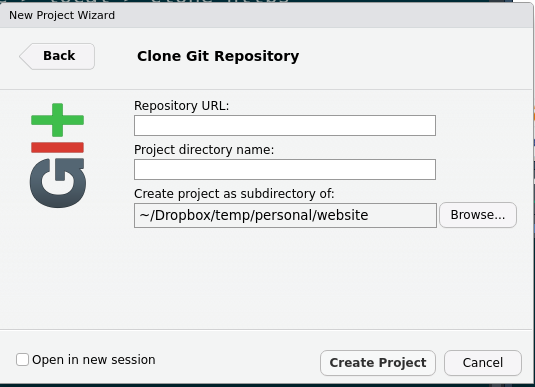 New Project Wizard
Back
Clone Git Repository
Repository URL:
Project directory name:
Create project as subdirectory of:
~/Dropbox/temp/personal/website
Browse...
GIt
Open in new session
Create Project
Cancel